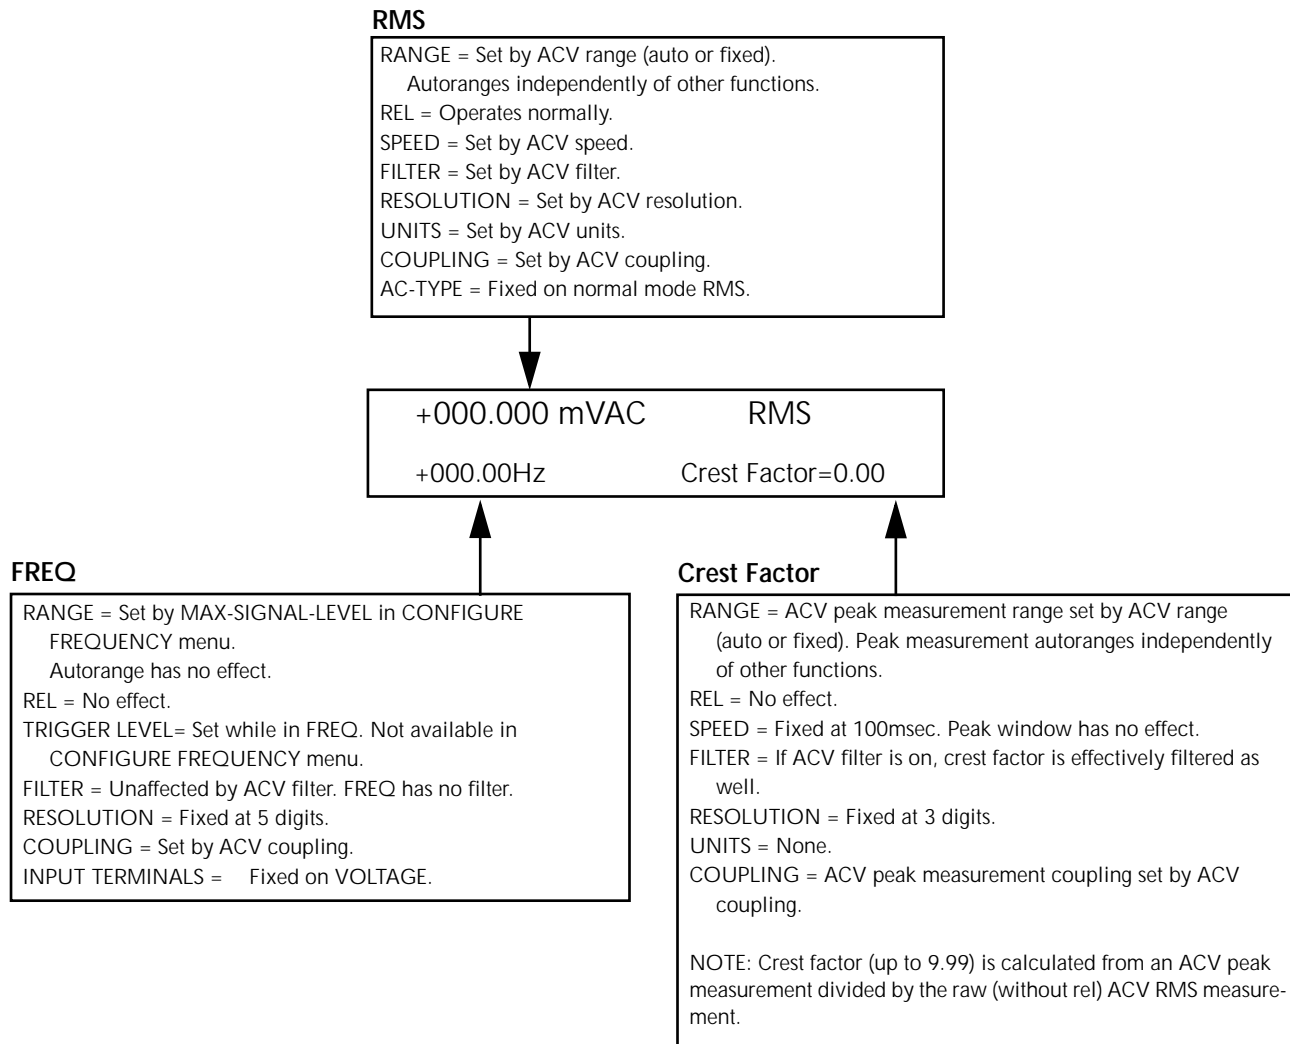 RMS
RANGE = Set by ACV range (auto or fixed).
Autoranges independently of other functions.
REL = Operates normally.
SPEED = Set by ACV speed.
FILTER = Set by ACV filter.
RESOLUTION = Set by ACV resolution.
UNITS = Set by ACV units.
COUPLING = Set by ACV coupling.
AC-TYPE = Fixed on normal mode RMS.
+000.000 mVAC RMS
+000.00Hz Crest Factor=0.00
FREQ
RANGE = Set by MAX-SIGNAL-LEVEL in CONFIGURE
FREQUENCY menu.
Autorange has no effect.
REL = No effect.
TRIGGER LEVEL= Set while in FREQ. Not available in
CONFIGURE FREQUENCY menu.
FILTER = Unaffected by ACV filter. FREQ has no filter.
RESOLUTION = Fixed at 5 digits.
COUPLING = Set by ACV coupling.
INPUT TERMINALS = Fixed on VOLTAGE.
Crest Factor
RANGE = ACV peak measurement range set by ACV range
(auto or fixed). Peak measurement autoranges independently
of other functions.
REL = No effect.
SPEED = Fixed at 100msec. Peak window has no effect.
FILTER = If ACV filter is on, crest factor is effectively filtered as
well.
RESOLUTION = Fixed at 3 digits.
UNITS = None.
COUPLING = ACV peak measurement coupling set by ACV
coupling.
NOTE: Crest factor (up to 9.99) is calculated from an ACV peak
measurement divided by the raw (without rel) ACV RMS measure-
ment.